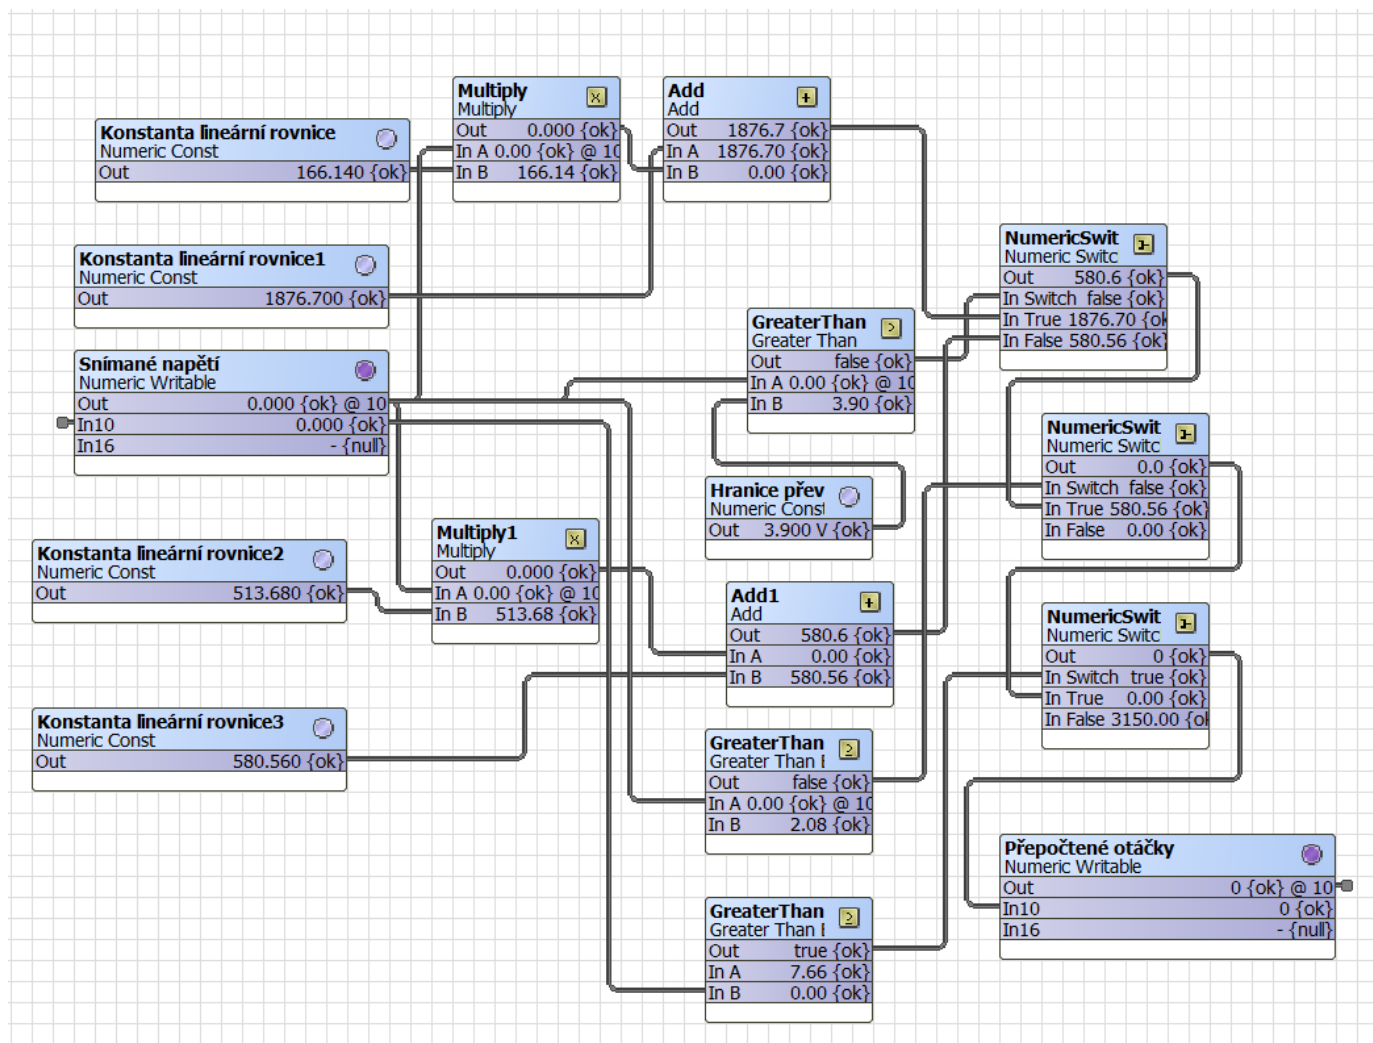 Multiply
Multiply
Out 0.000 {ok}
In A 0.00 {ok} @ 10
In B 166.14 {ok}
Add
Add
Out 1876.7 {ok}
In A 1876.70 {ok}
In B 0.00 {ok}
Konstanta lineární rovnice
Numeric Const
Out 166.140 {ok}
Konstanta lineární rovnice1
Numeric Const
Out 1876.700 {ok}
NumericSwit
Numeric Switc
Out 580.6 {ok}
In Switch false {ok}
In True 1876.70 {ok
In False 580.56 {ok}
GreaterThan
Greater Than
Out false {ok}
In A 0.00 {ok} @ 10
In B 3.90 {ok}
Snímané napětí
Numeric Writable
Out 0.000 {ok} @ 10
In10 0.000 {ok}
In16 - {null}
NumericSwit
Numeric Switc
Out 0.0 {ok}
In Switch false {ok}
In True 580.56 {ok}
In False 0.00 {ok}
Hranice přev
Numeric Const
Out 3.900 V {ok}
Multiply1
Multiply
Out 0.000 {ok}
In A 0.00 {ok} @ 10
In B 513.68 {ok}
Konstanta lineární rovnice2
Numeric Const
Out 513.680 {ok}
Add1
Add
Out 580.6 {ok}
In A 0.00 {ok}
In B 580.56 {ok}
NumericSwit
Numeric Switc
Out 0 {ok}
In Switch true {ok}
In True 0.00 {ok}
In False 3150.00 {ok
Konstanta lineární rovnice3
Numeric Const
Out 580.560 {ok}
GreaterThan
Greater Than E
Out false {ok}
In A 0.00 {ok} @ 10
In B 2.08 {ok}
Přepočtené otáčky
Numeric Writable
Out 0 {ok} @ 10
In10 0 {ok}
In16 - {null}
GreaterThan
Greater Than E
Out true {ok}
In A 7.66 {ok}
In B 0.00 {ok}